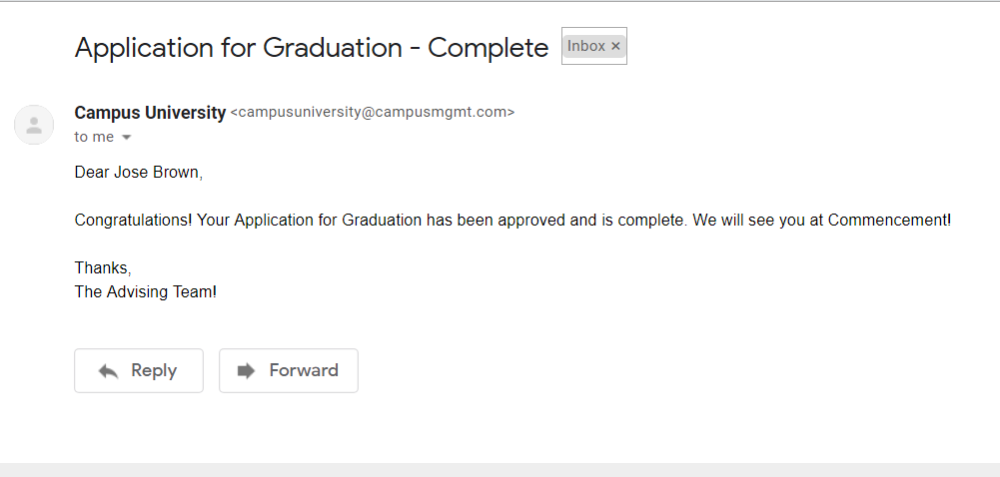 Application for Graduation - Complete Inbox ×
Campus University <campusuniversity@campusmgmt.com>
to me
Dear Jose Brown,
Congratulations! Your Application for Graduation has been approved and is complete. We will see you at Commencement!
Thanks,
The Advising Team!
Reply Forward